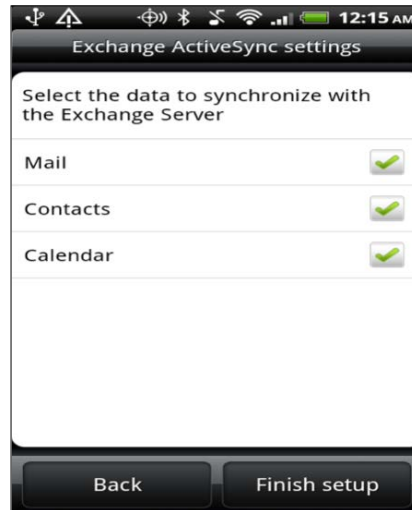 12:15 AM
Exchange ActiveSync settings
Select the data to synchronize with
the Exchange Server
Mail
Contacts
Calendar
Back
Finish setup